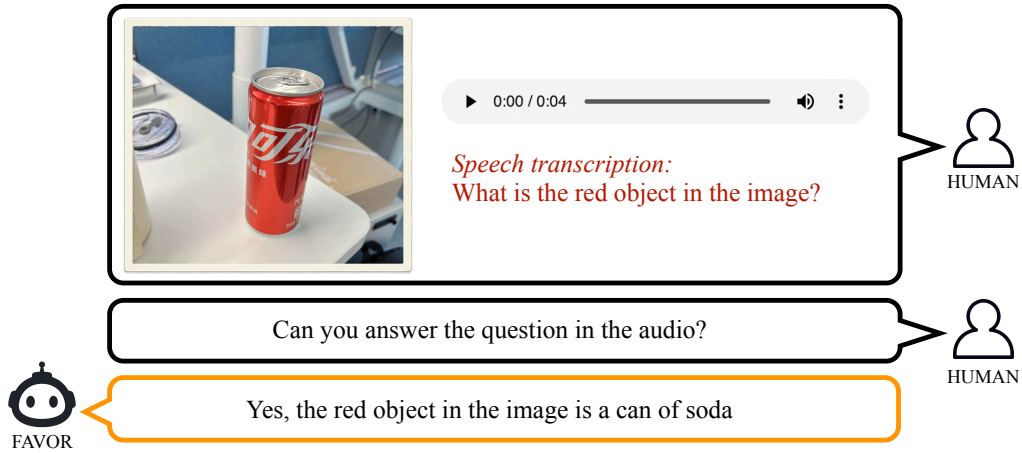 0:00 / 0:04
Speech transcription:
What is the red object in the image?
HUMAN
Can you answer the question in the audio?
HUMAN
Yes, the red object in the image is a can of soda
FAVOR